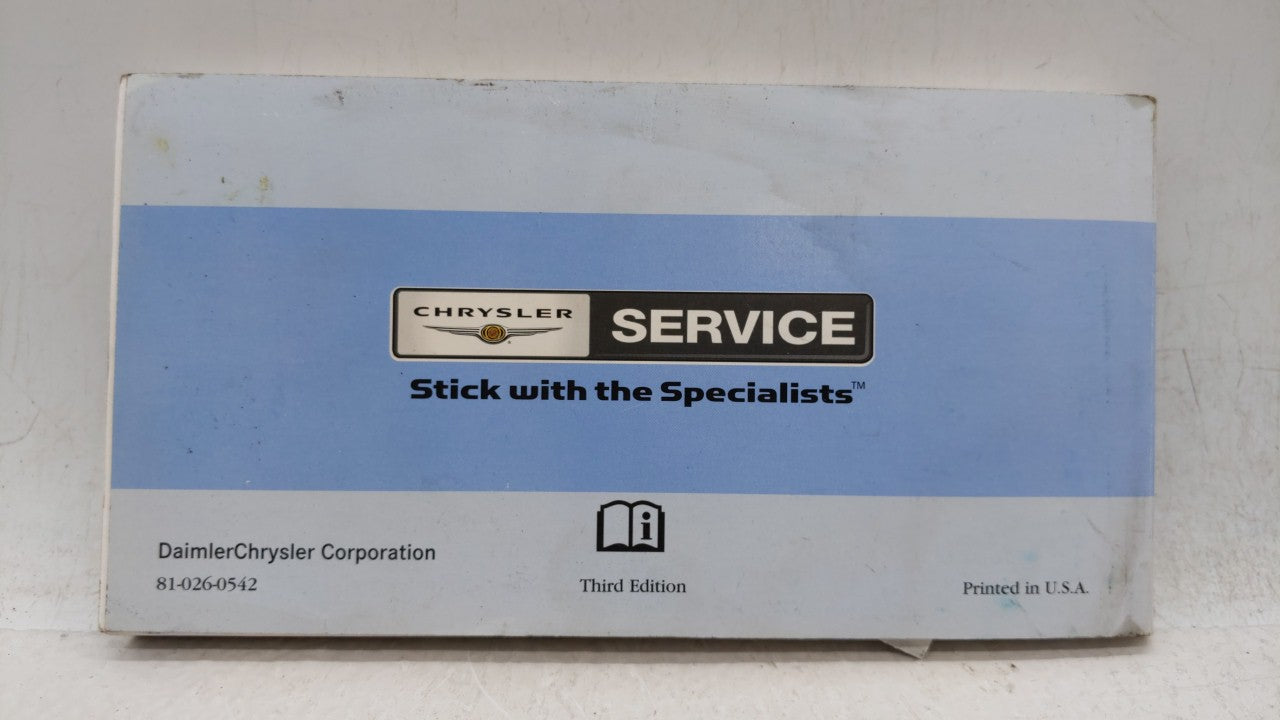 CHRYSLER SERVICE
Stick with the Specialists™
i
DaimlerChrysler Corporation
81-026-0542 Third Edition Printed in U.S.A.